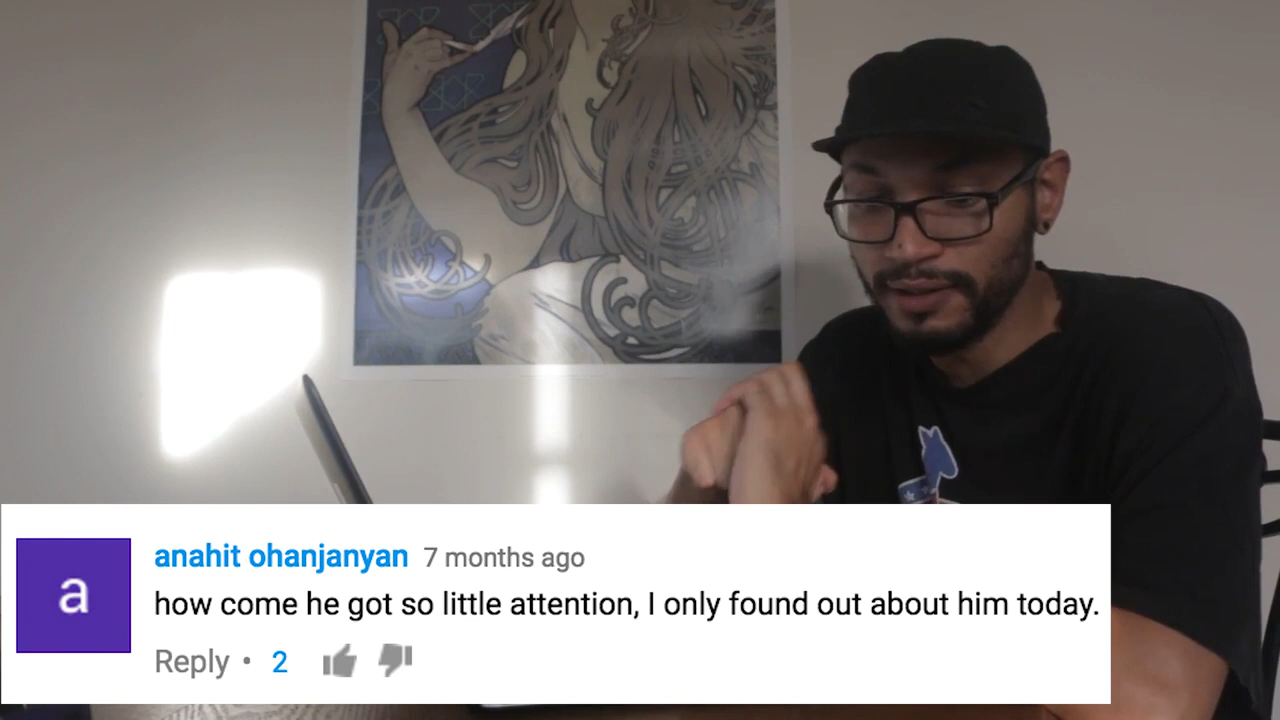 a
anahit ohanjanyan 7 months ago
how come he got so little attention, I only found out about him today.
Reply • 2